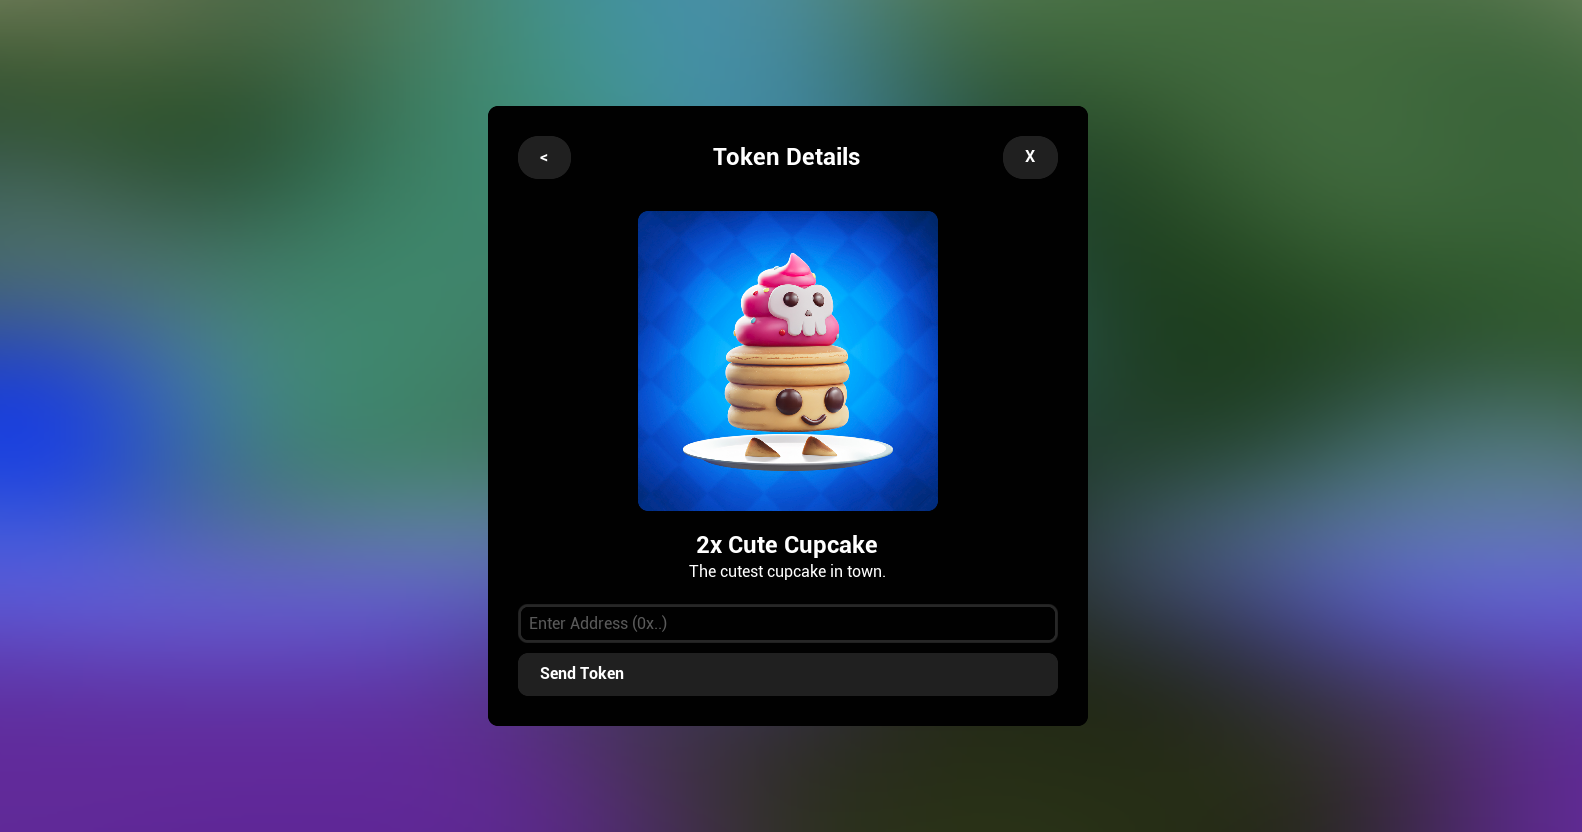 <
Token Details
X
2x Cute Cupcake
The cutest cupcake in town.
Enter Address (0x..)
Send Token